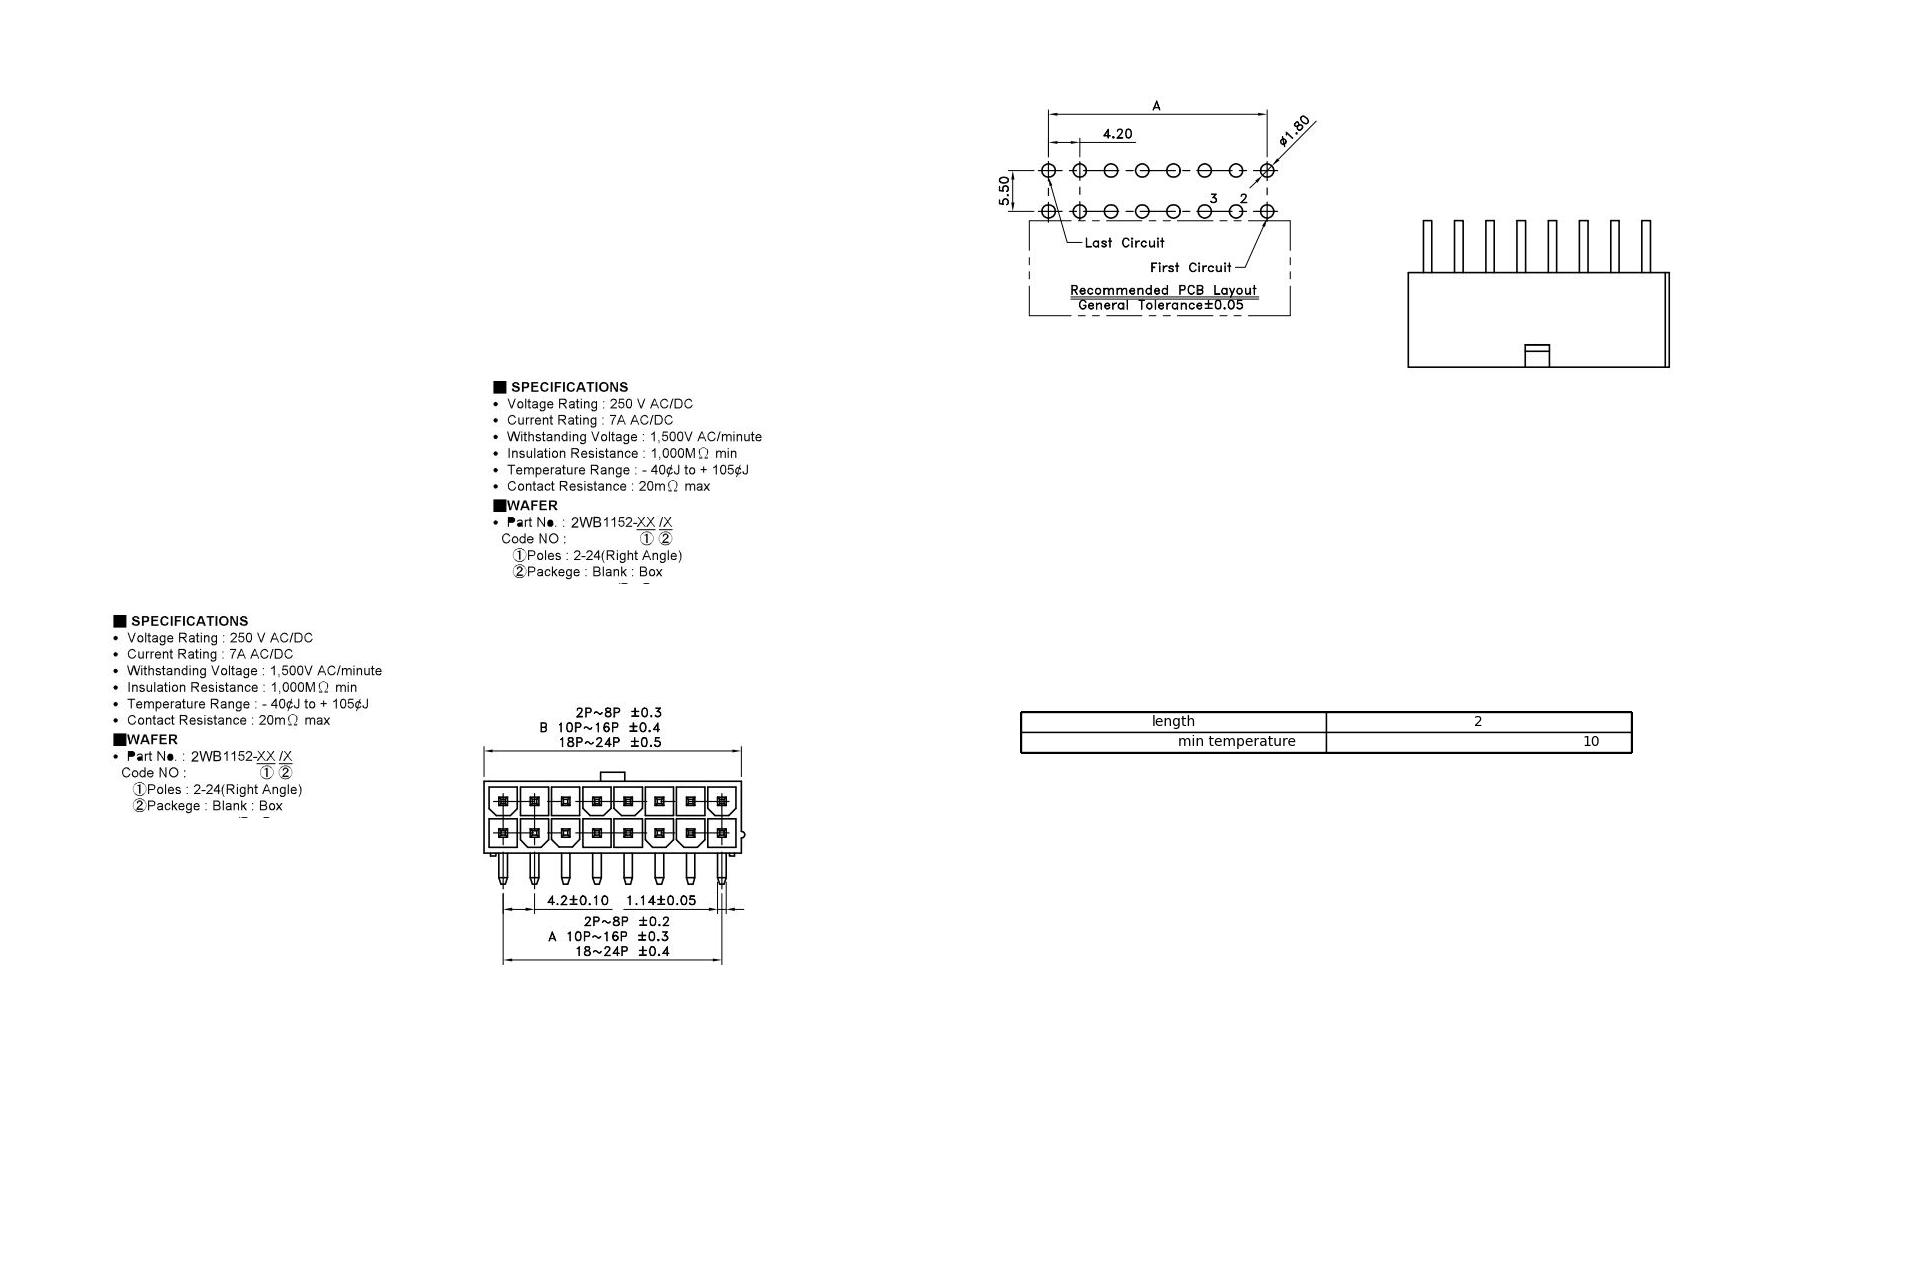 A
4.20
ø1.80
5.50
3 2
Last Circuit
First Circuit
Recommended PCB Layout
General Tolerance±0.05
■ SPECIFICATIONS
• Voltage Rating : 250 V AC/DC
• Current Rating : 7A AC/DC
• Withstanding Voltage : 1,500V AC/minute
• Insulation Resistance : 1,000MΩ min
• Temperature Range : - 40¢J to + 105¢J
• Contact Resistance : 20mΩ max
■WAFER
• Part No. : 2WB1152-XX /X
Code NO : ① ②
①Poles : 2-24(Right Angle)
②Packege : Blank : Box
■ SPECIFICATIONS
• Voltage Rating : 250 V AC/DC
• Current Rating : 7A AC/DC
• Withstanding Voltage : 1,500V AC/minute
• Insulation Resistance : 1,000MΩ min
• Temperature Range : - 40¢J to + 105¢J
• Contact Resistance : 20mΩ max
■WAFER
• Part No. : 2WB1152-XX /X
Code NO : ① ②
①Poles : 2-24(Right Angle)
②Packege : Blank : Box
2P~8P ±0.3
B 10P~16P ±0.4
18P~24P ±0.5
4.2±0.10 1.14±0.05
2P~8P ±0.2
A 10P~16P ±0.3
18~24P ±0.4
length 2
min temperature 10